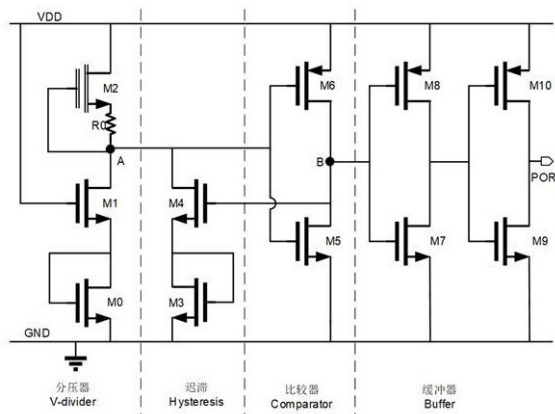 VDD
M2
R0
A
M1
M0
GND
M4
M3
M6
B
M5
M8
M7
M10
POR
M9
分压器
V-divider
迟滞
Hysteresis
比较器
Comparator
缓冲器
Buffer